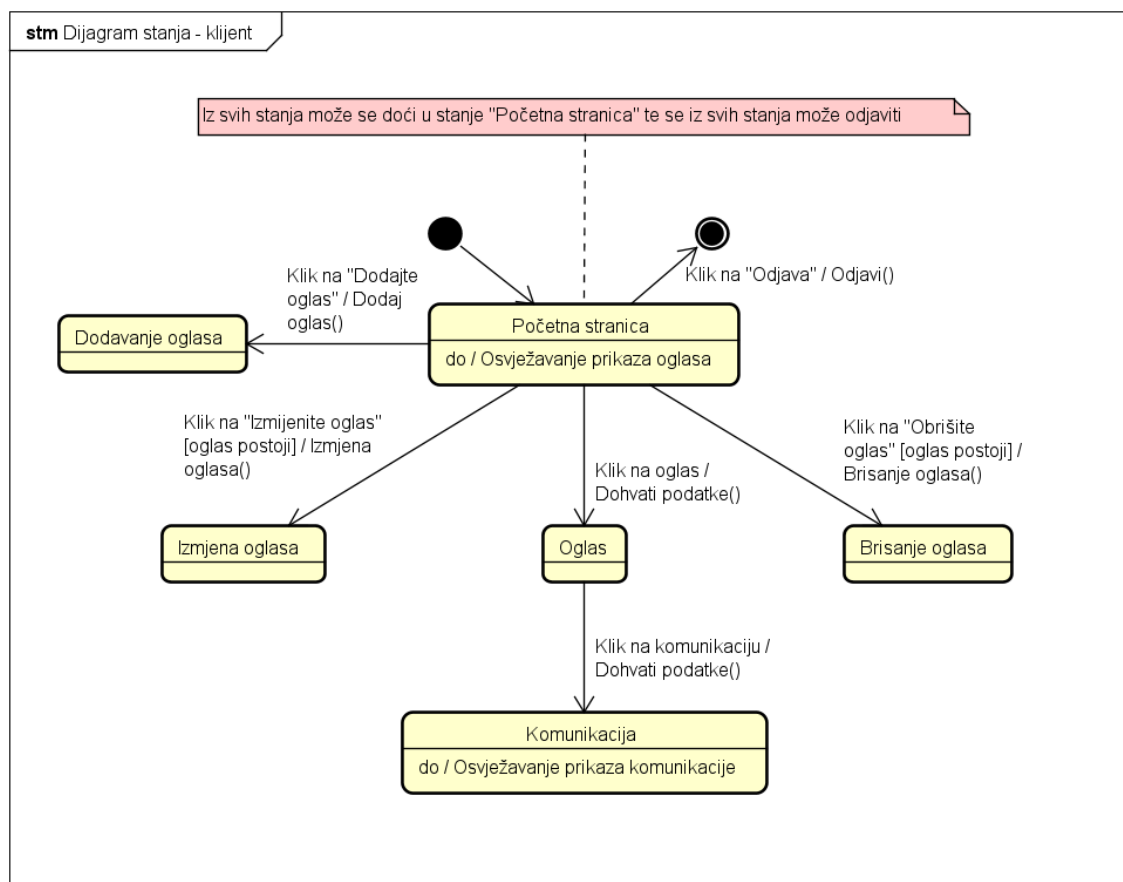 stm Dijagram stanja - klijent
Iz svih stanja može se doći u stanje "Početna stranica" te se iz svih stanja može odjaviti
Klik na "Dodajte
oglas" / Dodaj
oglas()
Klik na "Odjava" / Odjavi()
Dodavanje oglasa
Početna stranica
do / Osvježavanje prikaza oglasa
Klik na "Izmijenite oglas"
[oglas postoji] / Izmjena
oglasa()
Klik na oglas /
Dohvati podatke()
Klik na "Obrišite
oglas" [oglas postoji] /
Brisanje oglasa()
Izmjena oglasa
Oglas
Brisanje oglasa
Klik na komunikaciju /
Dohvati podatke()
Komunikacija
do / Osvježavanje prikaza komunikacije